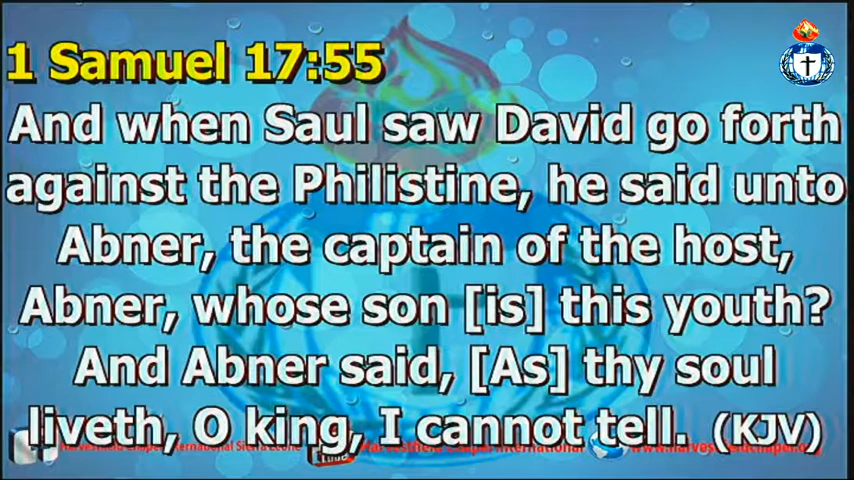 1 Samuel 17:55
And when Saul saw David go forth
against the Philistine, he said unto
Abner, the captain of the host,
Abner, whose son [is] this youth?
And Abner said, [As] thy soul
liveth, O king, I cannot tell. (KJV)